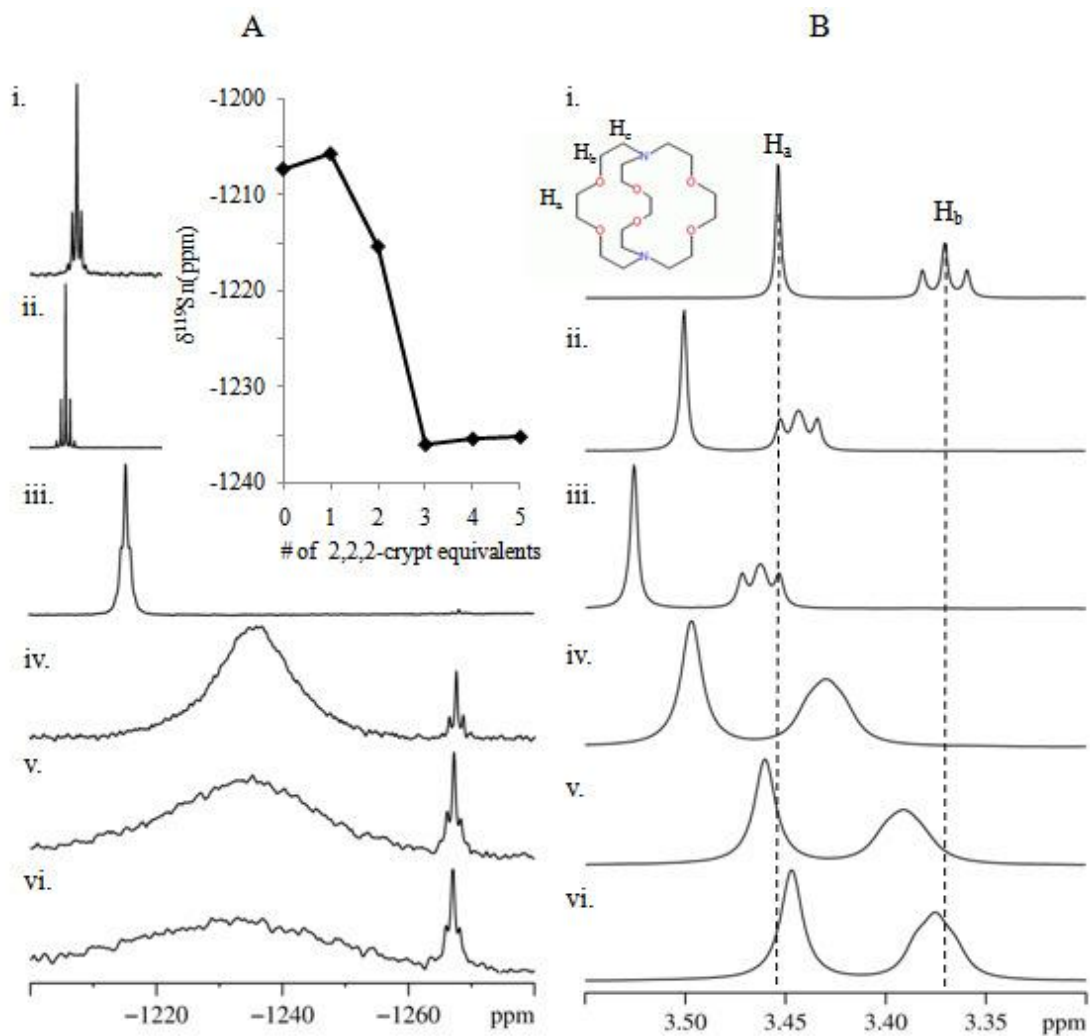 A
B
i.
-1200
-1210
-1220
-1230
-1240
δ¹¹⁹Sn(ppm)
0 1 2 3 4 5
# of 2,2,2-crypt equivalents
ii.
iii.
iv.
v.
vi.
−1220 −1240 −1260 ppm
i.
Hc
Hb
Ha
N
O O
O
O
O O
N
Ha
Hb
ii.
iii.
iv.
v.
vi.
3.50 3.45 3.40 3.35 ppm